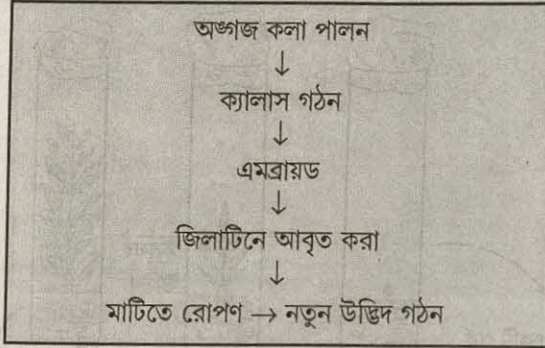 অঙ্গজ কলা পালন
↓
ক্যালাস গঠন
↓
এমব্রায়ড
↓
জিলাটিনে আবৃত করা
↓
মাটিতে রোপণ → নতুন উদ্ভিদ গঠন